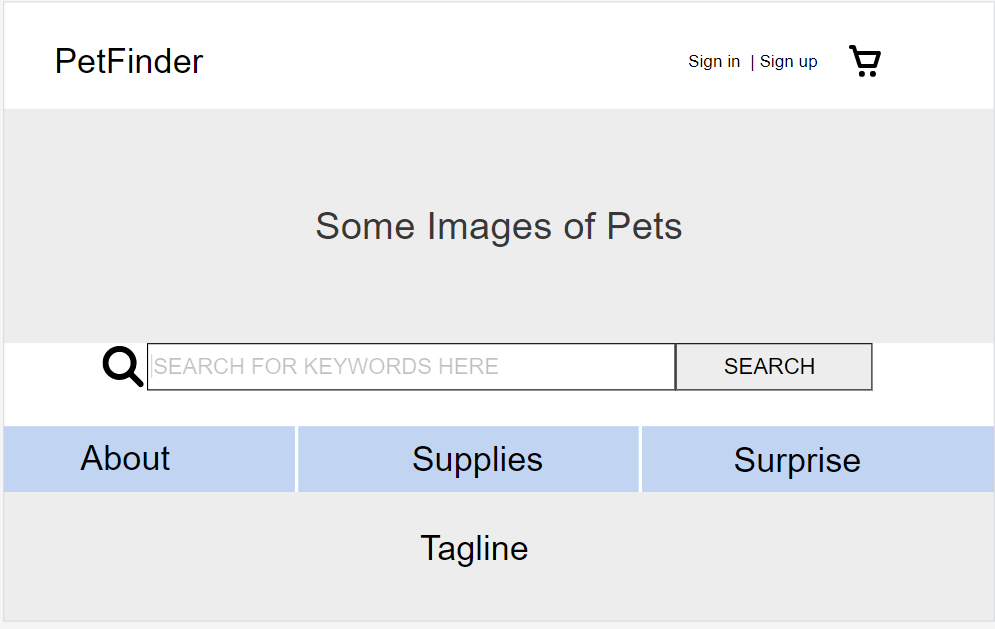 PetFinder
Sign in | Sign up
Some Images of Pets
SEARCH FOR KEYWORDS HERE
SEARCH
About
Supplies
Surprise
Tagline